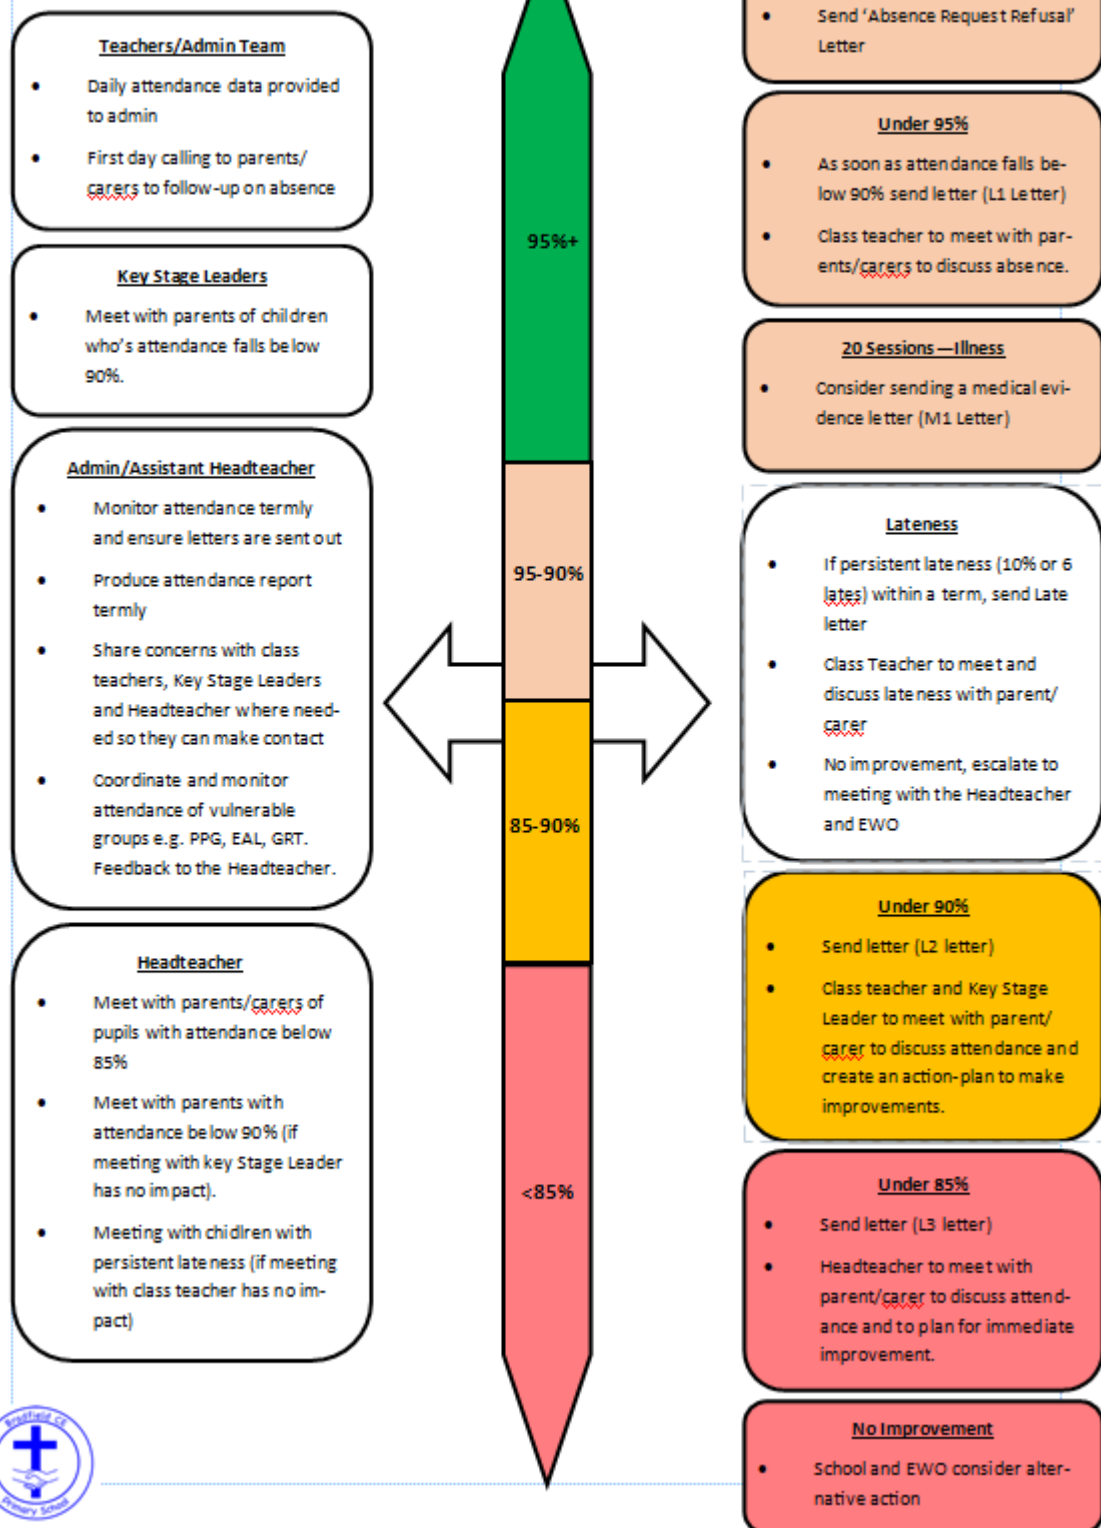 Teachers/Admin Team
• Daily attendance data provided
to admin
• First day calling to parents/
carers to follow-up on absence
Key Stage Leaders
• Meet with parents of children
who's attendance falls below
90%.
Admin/Assistant Headteacher
• Monitor attendance termly
and ensure letters are sent out
• Produce attendance report
termly
• Share concerns with class
teachers, Key Stage Leaders
and Headteacher where need-
ed so they can make contact
• Coordinate and monitor
attendance of vulnerable
groups e.g. PPG, EAL, GRT.
Feedback to the Headteacher.
Headteacher
• Meet with parents/carers of
pupils with attendance below
85%
• Meet with parents with
attendance below 90% (if
meeting with key Stage Leader
has no impact).
• Meeting with chidlren with
persistent lateness (if meeting
with class teacher has no im-
pact)
Bradfield CE
Primary School
95%+
95-90%
85-90%
<85%
• Send 'Absence Request Refusal'
Letter
Under 95%
• As soon as attendance falls be-
low 90% send letter (L1 Letter)
• Class teacher to meet with par-
ents/carers to discuss absence.
20 Sessions—Illness
• Consider sending a medical evi-
dence letter (M1 Letter)
Lateness
• If persistent lateness (10% or 6
lates) within a term, send Late
letter
• Class Teacher to meet and
discuss lateness with parent/
carer
• No improvement, escalate to
meeting with the Headteacher
and EWO
Under 90%
• Send letter (L2 letter)
• Class teacher and Key Stage
Leader to meet with parent/
carer to discuss attendance and
create an action-plan to make
improvements.
Under 85%
• Send letter (L3 letter)
• Headteacher to meet with
parent/carer to discuss attend-
ance and to plan for immediate
improvement.
No Improvement
• School and EWO consider alter-
native action